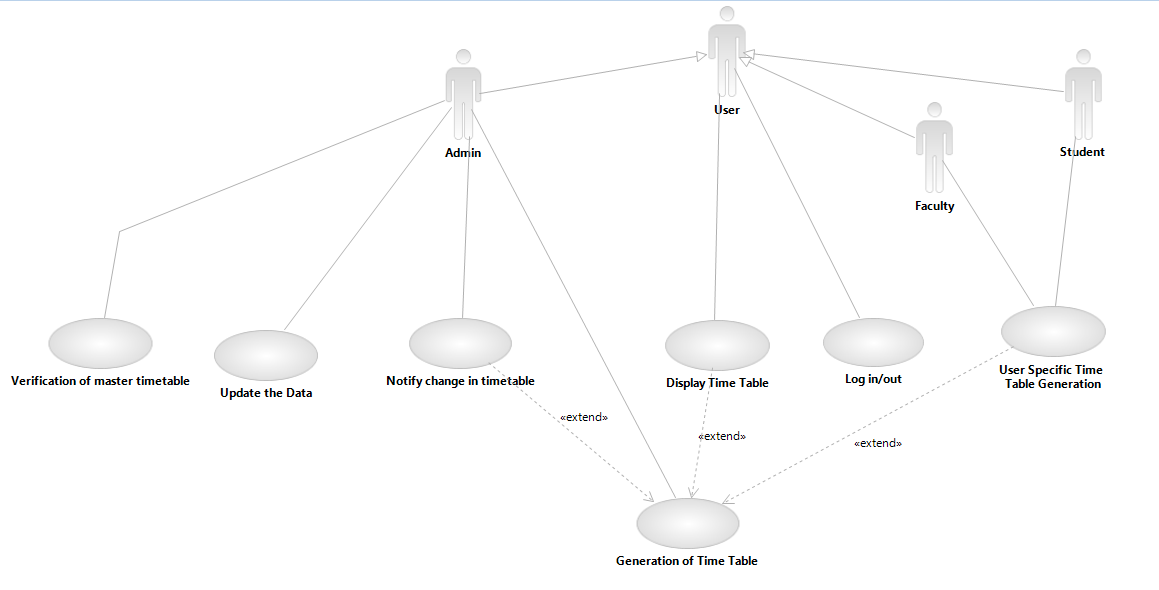 User
Admin
Student
Faculty
Verification of master timetable
Update the Data
Notify change in timetable
Display Time Table
Log in/out
User Specific Time
Table Generation
«extend»
«extend»
«extend»
Generation of Time Table